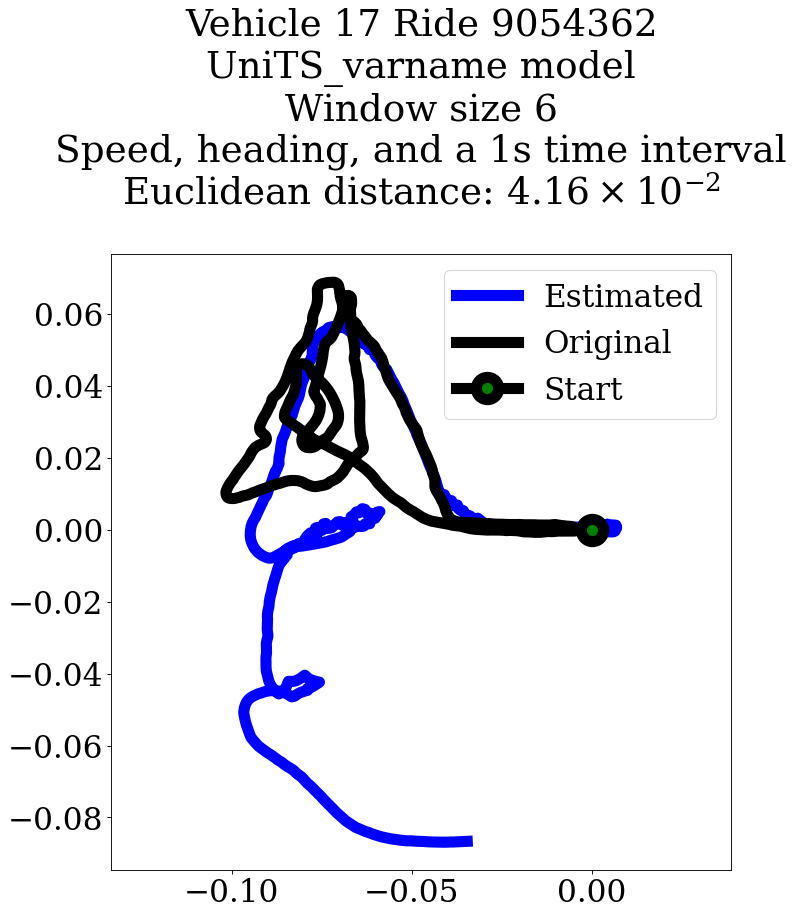 Vehicle 17 Ride 9054362
UniTS_varname model
Window size 6
Speed, heading, and a 1s time interval
Euclidean distance: 4.16 × 10⁻²
Estimated
Original
Start
0.06
0.04
0.02
0.00
−0.02
−0.04
−0.06
−0.08
−0.10
−0.05
0.00